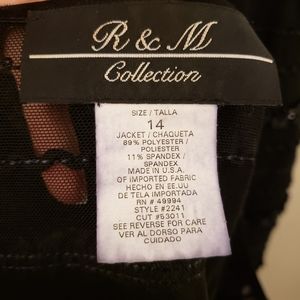 R & M
Collection
SIZE / TALLA
14
JACKET / CHAQUETA
89% POLYESTER /
POLIESTER
11% SPANDEX /
SPANDEX
MADE IN U.S.A.
OF IMPORTED FABRIC
HECHO EN EE.UU
DE TELA IMPORTADA
RN # 49994
STYLE #2241
CUT #53011
SEE REVERSE FOR CARE
VER AL DORSO PARA
CUIDADO